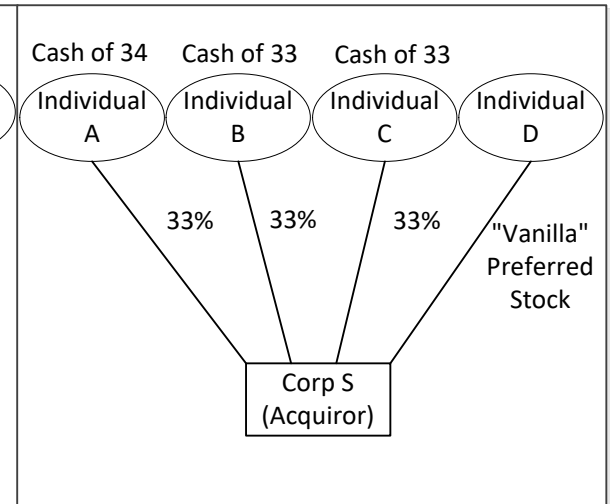 Cash of 34 Cash of 33 Cash of 33
Individual A
Individual B
Individual C
Individual D
33% 33% 33%
"Vanilla"
Preferred
Stock
Corp S
(Acquiror)